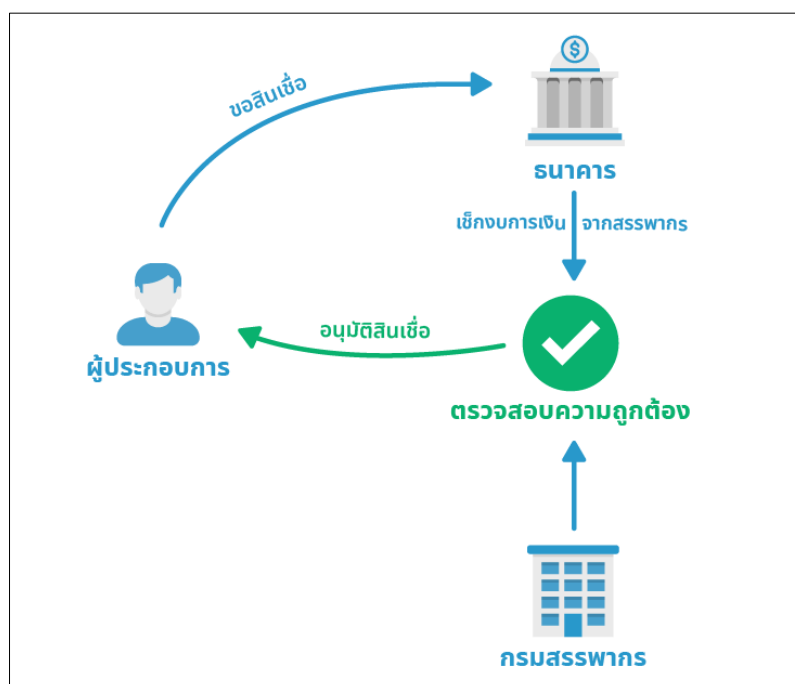 $
ขอสินเชื่อ
ธนาคาร
เช็กงบการเงิน จากสรรพากร
อนุมัติสินเชื่อ
ผู้ประกอบการ
ตรวจสอบความถูกต้อง
กรมสรรพากร